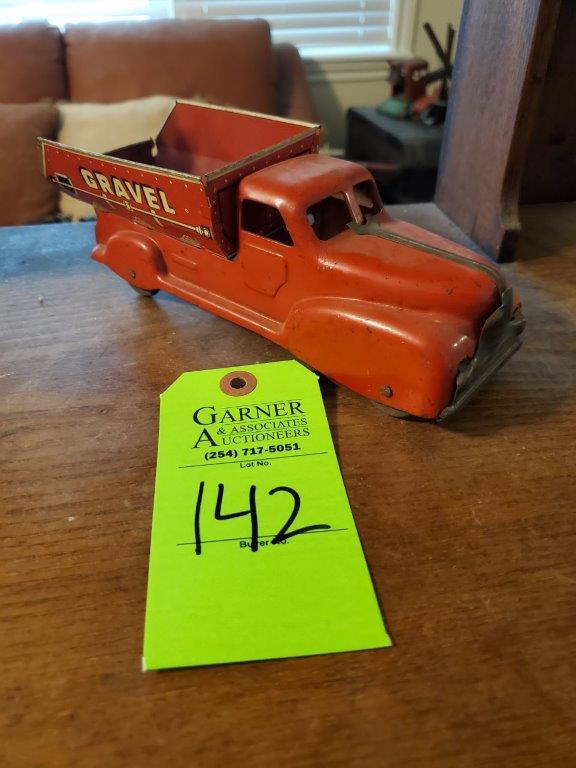 GRAVEL
GARNER
& ASSOCIATES
AUCTIONEERS
(254) 717-5051
Lot No.
142
Buyer No.